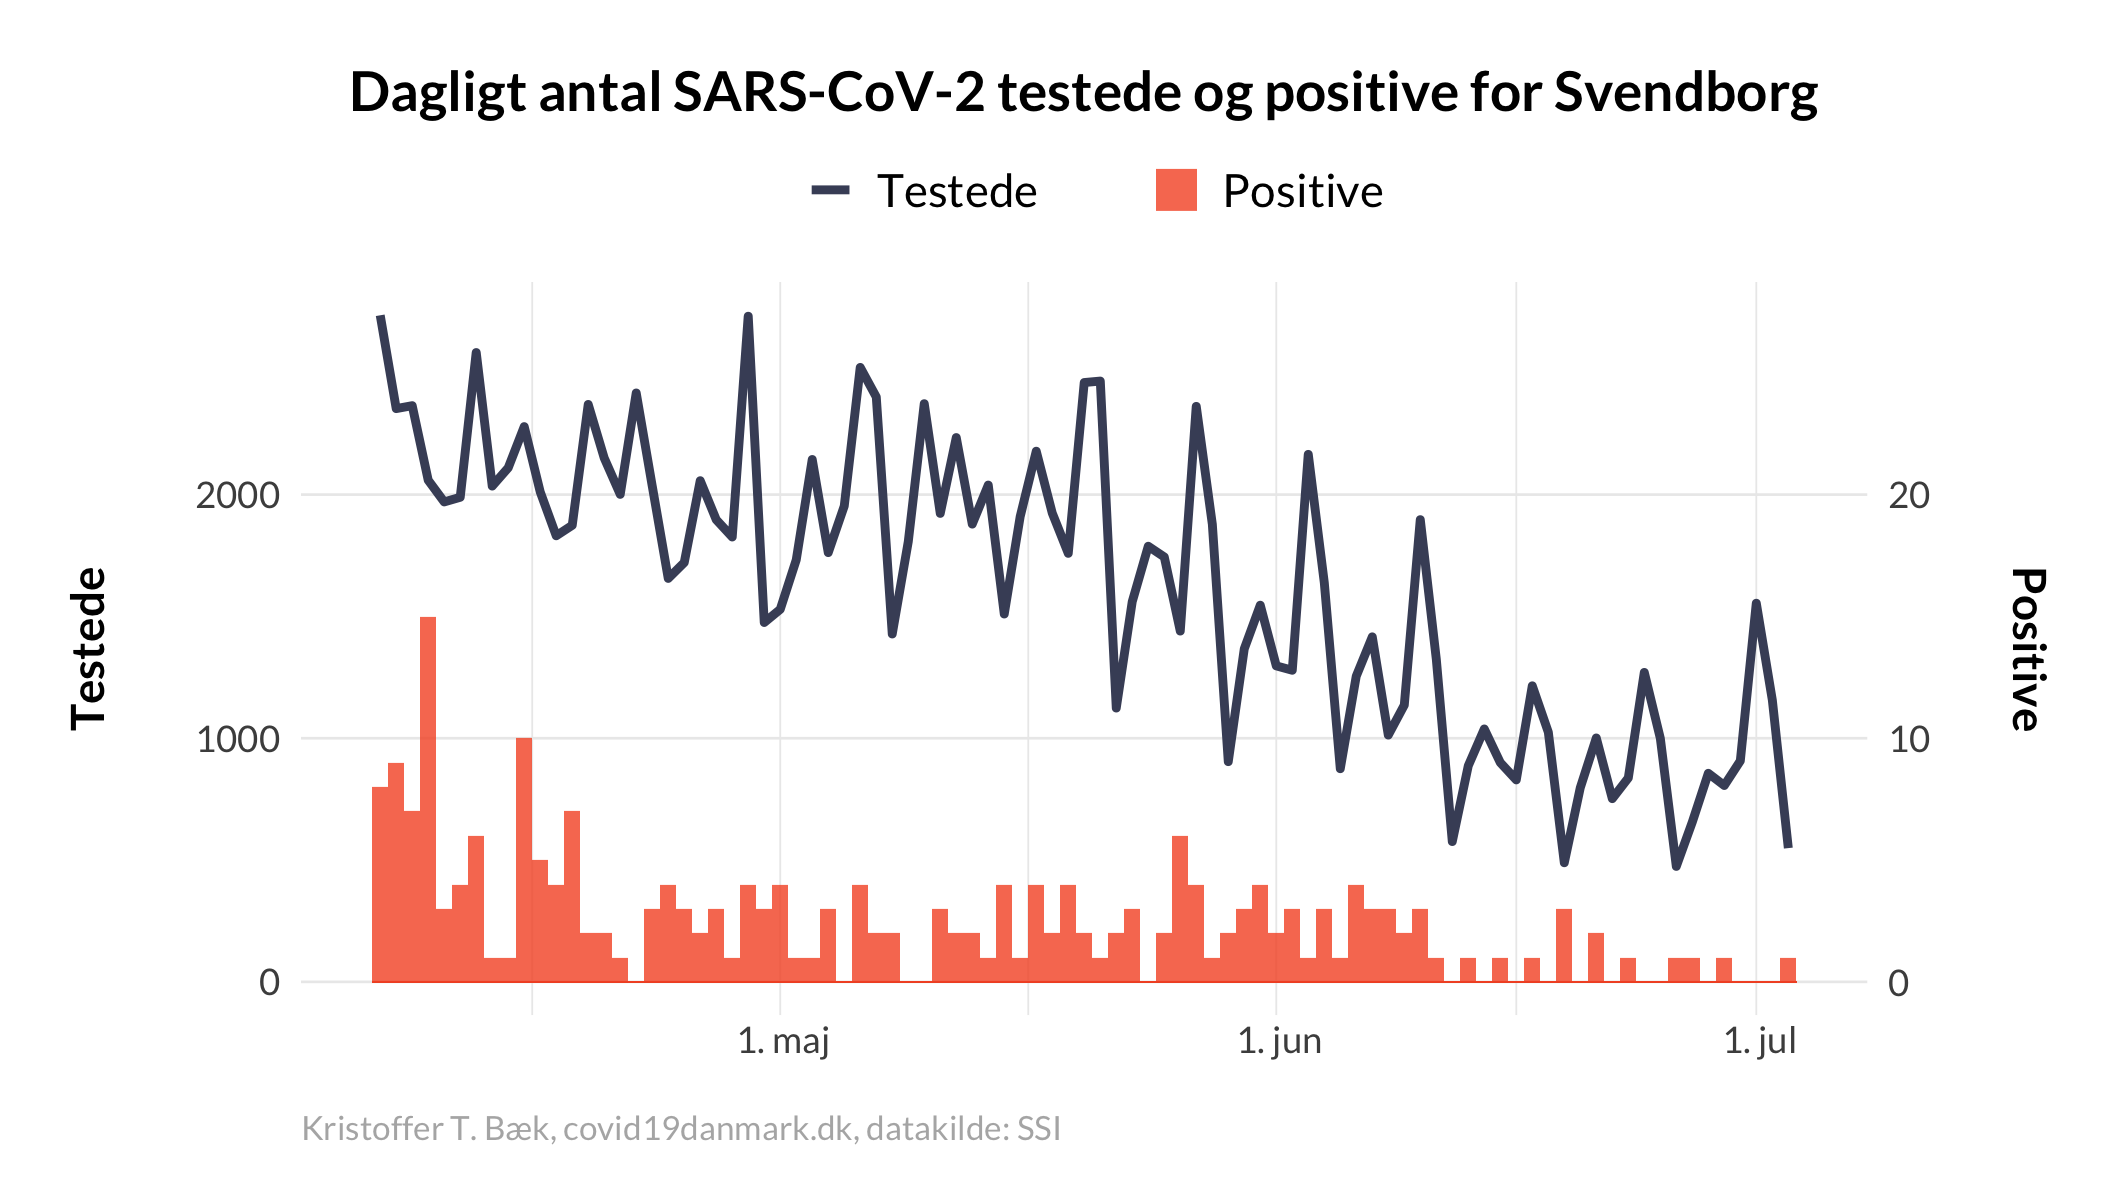 Dagligt antal SARS-CoV-2 testede og positive for Svendborg
Testede
Positive
2000
1000
0
Testede
20
10
0
Positive
1. maj
1. jun
1. jul
Kristoffer T. Bæk, covid19danmark.dk, datakilde: SSI